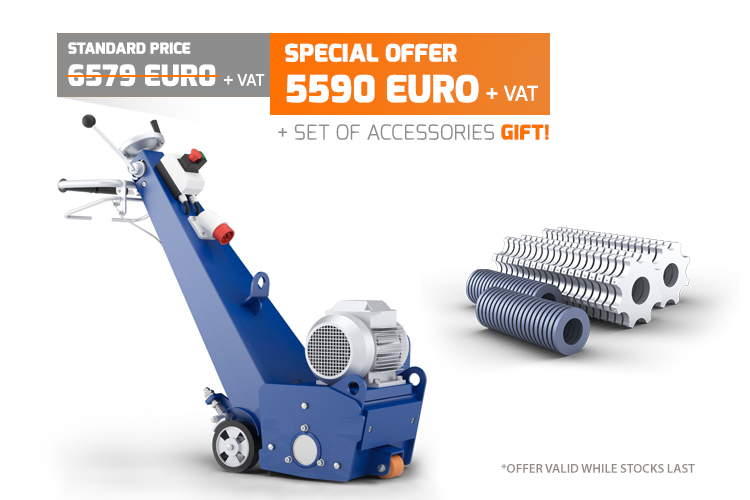 STANDARD PRICE
6579 EURO + VAT
SPECIAL OFFER
5590 EURO + VAT
+ SET OF ACCESSORIES GIFT!
*OFFER VALID WHILE STOCKS LAST